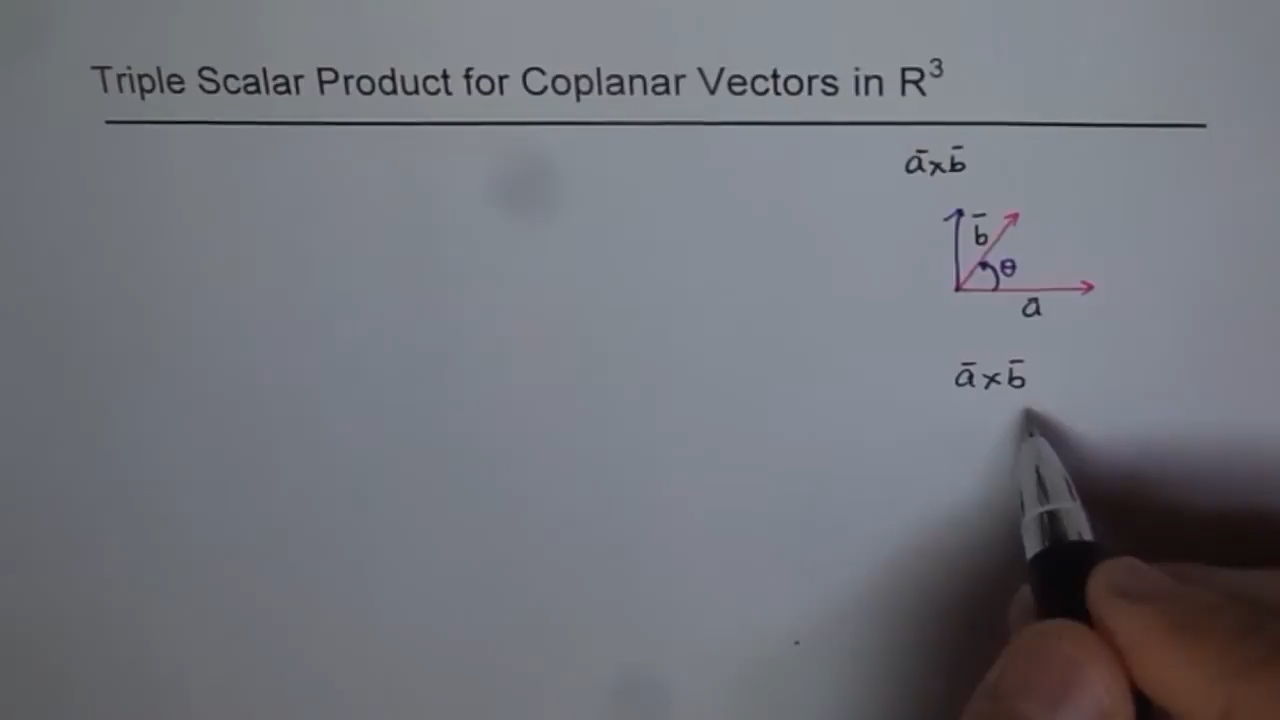 Triple Scalar Product for Coplanar Vectors in R³
a̅ x b̅
b̅
θ
a̅
a̅ x b̅